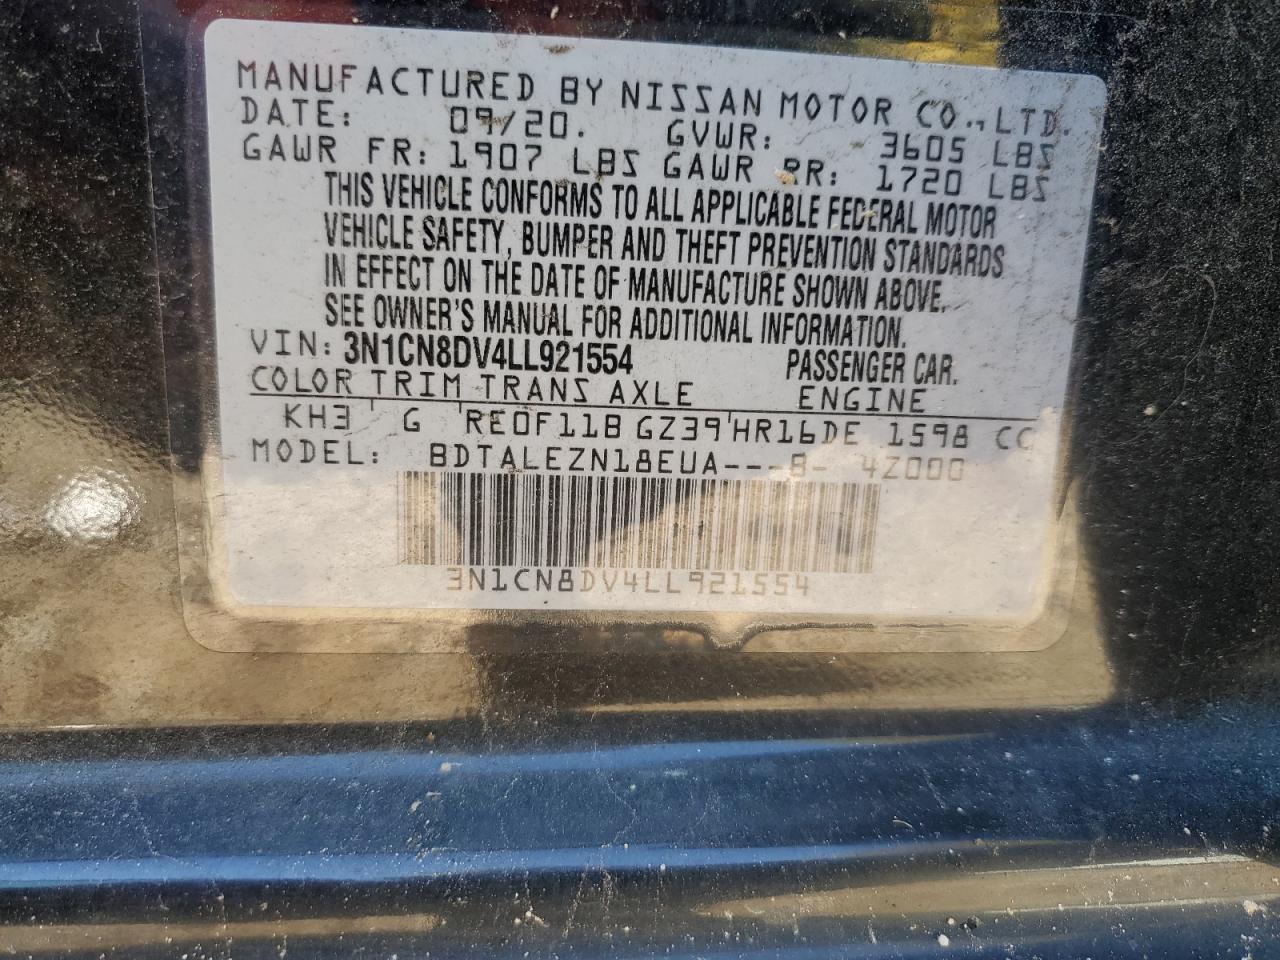 MANUFACTURED BY NISSAN MOTOR CO., LTD.
DATE: 09/20. GVWR: 3605 LBS
GAWR FR: 1907 LBS GAWR RR: 1720 LBS
THIS VEHICLE CONFORMS TO ALL APPLICABLE FEDERAL MOTOR
VEHICLE SAFETY, BUMPER AND THEFT PREVENTION STANDARDS
IN EFFECT ON THE DATE OF MANUFACTURE SHOWN ABOVE.
SEE OWNER'S MANUAL FOR ADDITIONAL INFORMATION.
VIN: 3N1CN8DV4LL921554 PASSENGER CAR.
COLOR TRIM TRANS AXLE ENGINE
KH3 ' G 'RE0F11B GZ39'HR16DE 1598 CC
MODEL: BDTALEZN18EUA---B- 4Z000
3N1CN8DV4LL921554